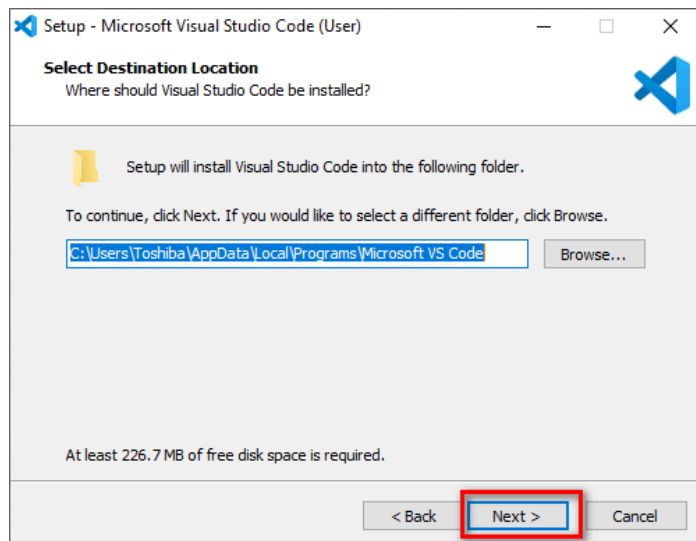 Setup - Microsoft Visual Studio Code (User)
Select Destination Location
Where should Visual Studio Code be installed?
Setup will install Visual Studio Code into the following folder.
To continue, click Next. If you would like to select a different folder, click Browse.
C:\Users\Toshiba\AppData\Local\Programs\Microsoft VS Code
Browse...
At least 226.7 MB of free disk space is required.
< Back
Next >
Cancel